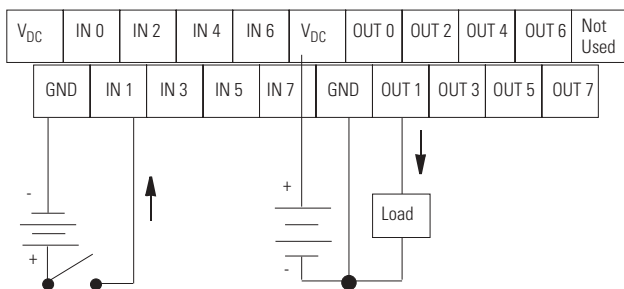 VDC IN 0 IN 2 IN 4 IN 6 VDC OUT 0 OUT 2 OUT 4 OUT 6 Not Used
GND IN 1 IN 3 IN 5 IN 7 GND OUT 1 OUT 3 OUT 5 OUT 7
-
+
+
-
Load